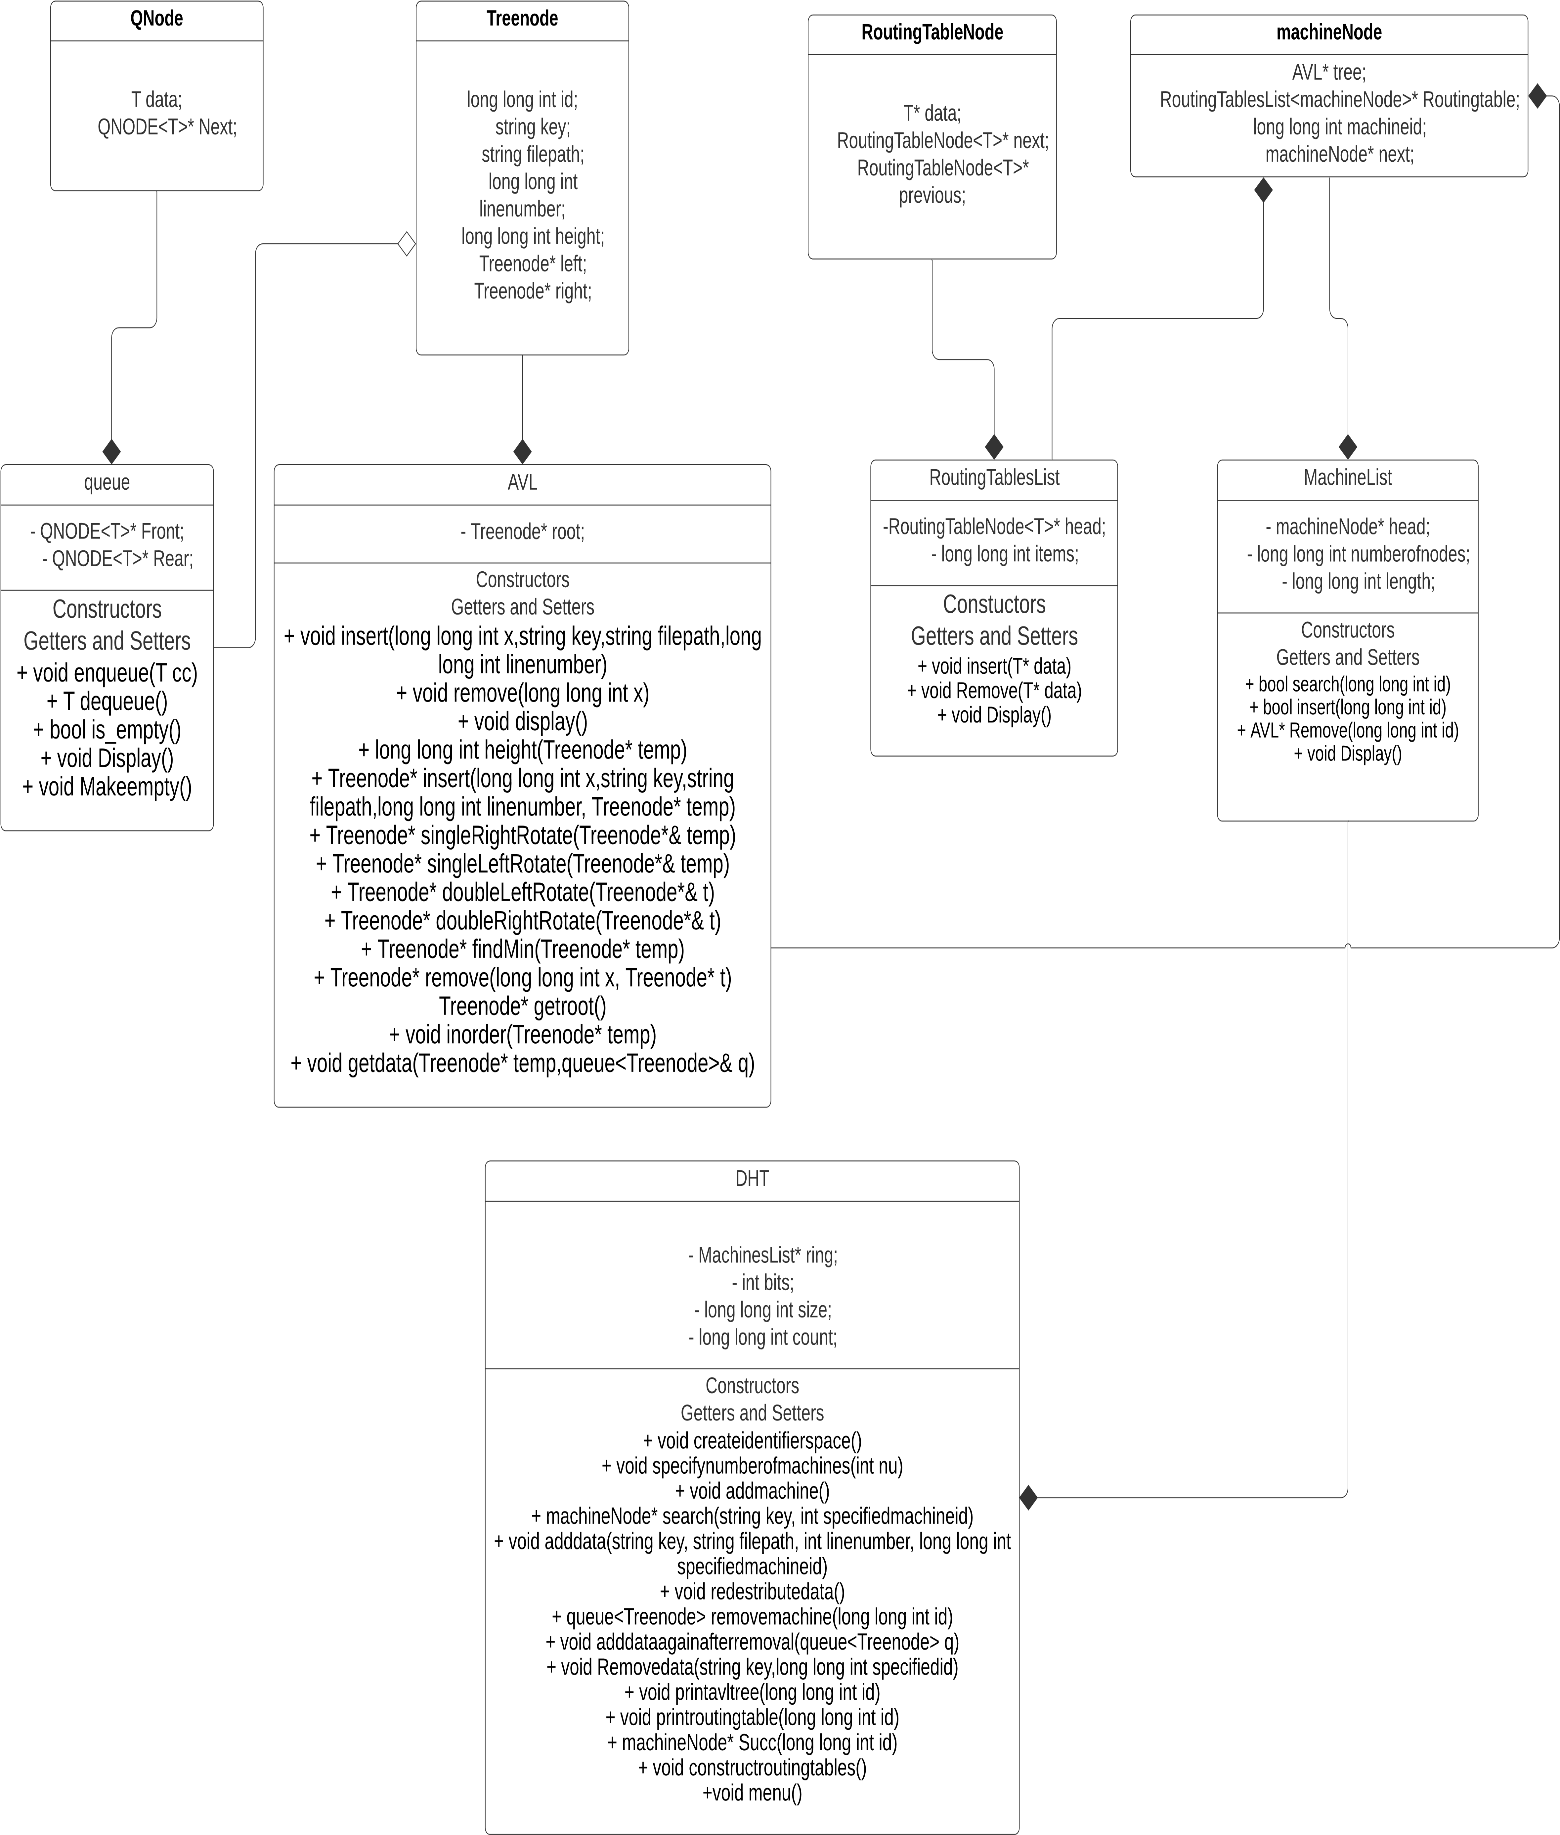 QNode
T data;
QNODE<T>* Next;
Treenode
long long int id;
string key;
string filepath;
long long int
linenumber;
long long int height;
Treenode* left;
Treenode* right;
RoutingTableNode
T* data;
RoutingTableNode<T>* next;
RoutingTableNode<T>*
previous;
machineNode
AVL* tree;
RoutingTablesList<machineNode>* Routingtable;
long long int machineid;
machineNode* next;
queue
- QNODE<T>* Front;
- QNODE<T>* Rear;
Constructors
Getters and Setters
+ void enqueue(T cc)
+ T dequeue()
+ bool is_empty()
+ void Display()
+ void Makeempty()
AVL
- Treenode* root;
Constructors
Getters and Setters
+ void insert(long long int x,string key,string filepath,long
long int linenumber)
+ void remove(long long int x)
+ void display()
+ long long int height(Treenode* temp)
+ Treenode* insert(long long int x,string key,string
filepath,long long int linenumber, Treenode* temp)
+ Treenode* singleRightRotate(Treenode*& temp)
+ Treenode* singleLeftRotate(Treenode*& temp)
+ Treenode* doubleLeftRotate(Treenode*& t)
+ Treenode* doubleRightRotate(Treenode*& t)
+ Treenode* findMin(Treenode* temp)
+ Treenode* remove(long long int x, Treenode* t)
Treenode* getroot()
+ void inorder(Treenode* temp)
+ void getdata(Treenode* temp,queue<Treenode>& q)
RoutingTablesList
-RoutingTableNode<T>* head;
- long long int items;
Constuctors
Getters and Setters
+ void insert(T* data)
+ void Remove(T* data)
+ void Display()
MachineList
- machineNode* head;
- long long int numberofnodes;
- long long int length;
Constructors
Getters and Setters
+ bool search(long long int id)
+ bool insert(long long int id)
+ AVL* Remove(long long int id)
+ void Display()
DHT
- MachinesList* ring;
- int bits;
- long long int size;
- long long int count;
Constructors
Getters and Setters
+ void createidentifierspace()
+ void specifynumberofmachines(int nu)
+ void addmachine()
+ machineNode* search(string key, int specifiedmachineid)
+ void adddata(string key, string filepath, int linenumber, long long int
specifiedmachineid)
+ void redestributedata()
+ queue<Treenode> removemachine(long long int id)
+ void adddataagainafterremoval(queue<Treenode> q)
+ void Removedata(string key,long long int specifiedid)
+ void printavltree(long long int id)
+ void printroutingtable(long long int id)
+ machineNode* Succ(long long int id)
+ void constructroutingtables()
+void menu()